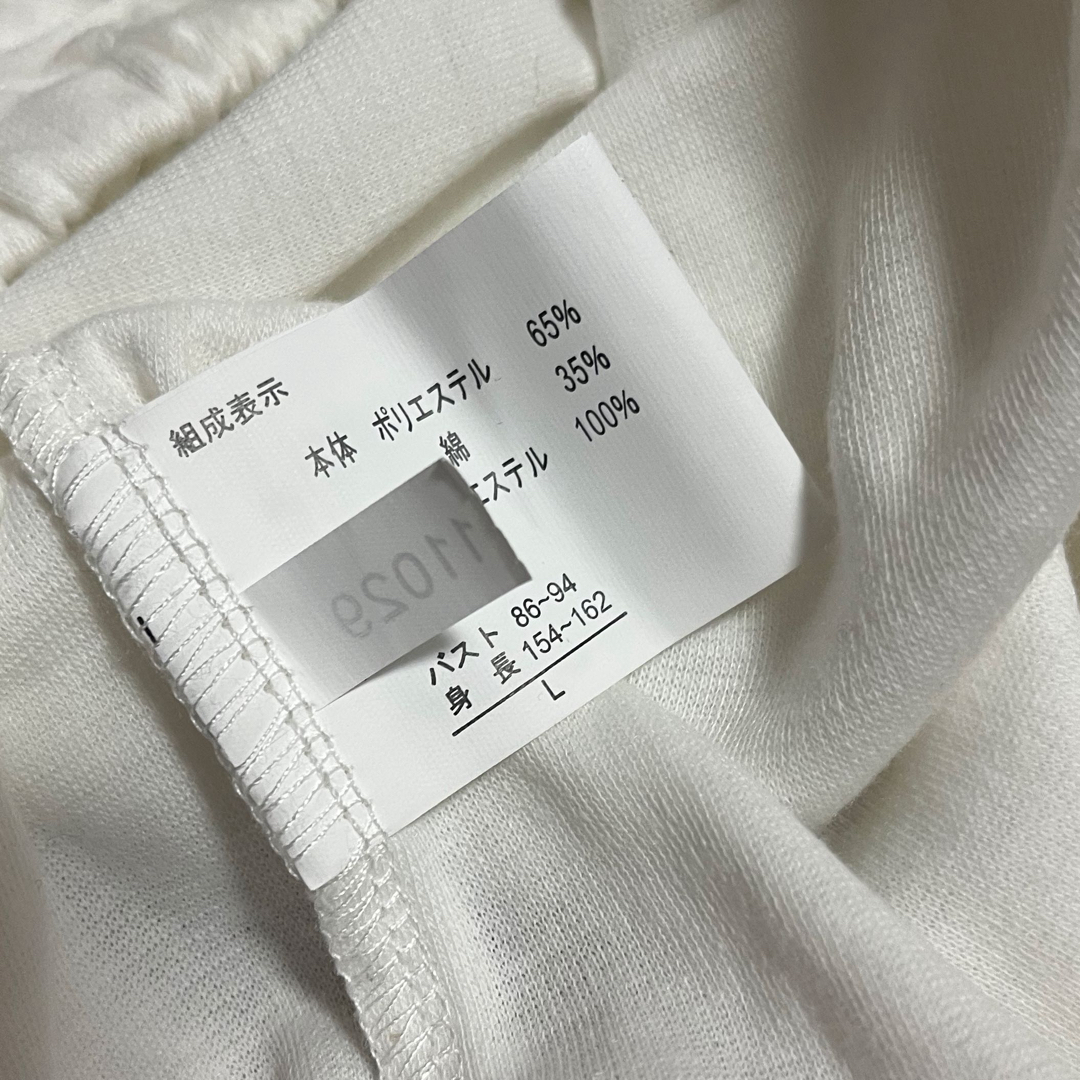 組成表示
本体 ポリエステル 65%
綿 35%
エステル 100%
11029
バスト 86~94
身 長 154~162
L